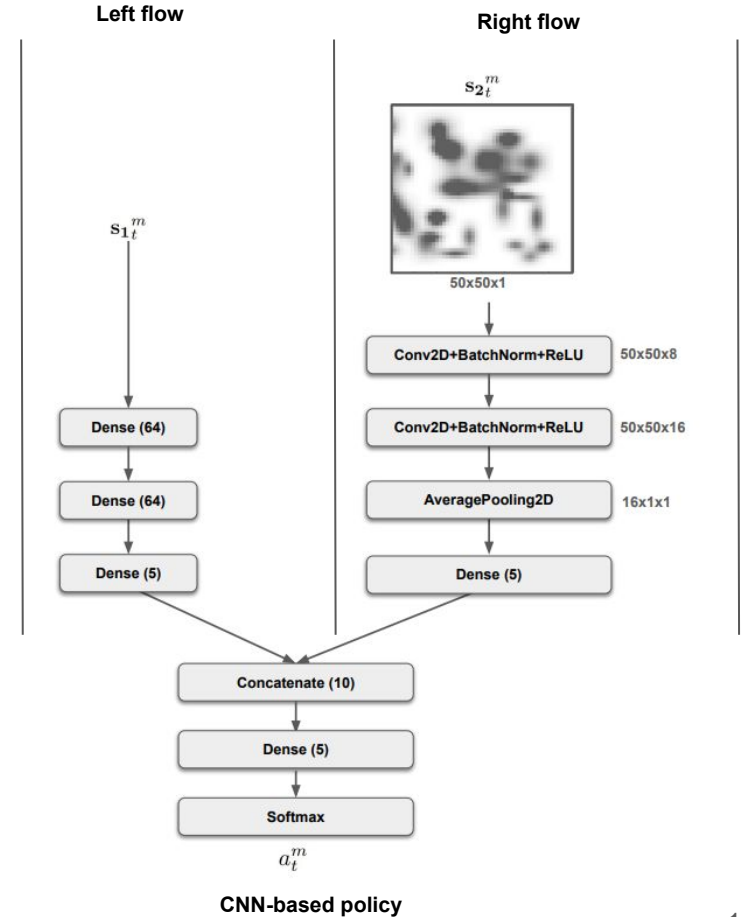 Left flow
Right flow
s₂ₜᵐ
50x50x1
s₁ₜᵐ
Conv2D+BatchNorm+ReLU 50x50x8
Dense (64)
Conv2D+BatchNorm+ReLU 50x50x16
Dense (64)
AveragePooling2D 16x1x1
Dense (5)
Dense (5)
Concatenate (10)
Dense (5)
Softmax
aₜᵐ
CNN-based policy